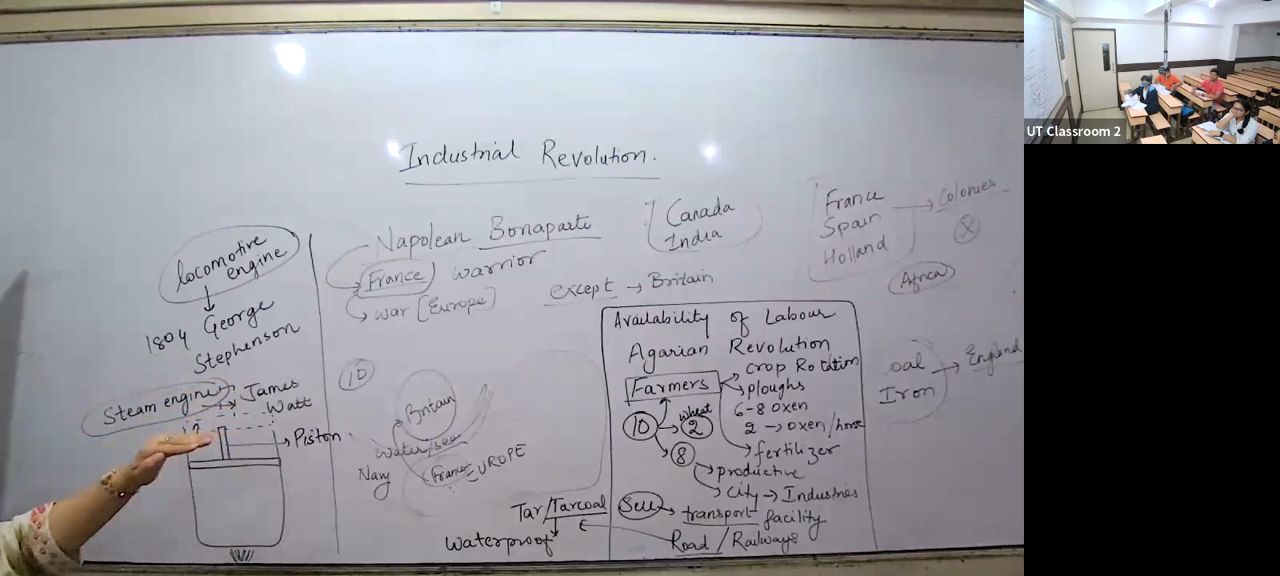 Industrial Revolution.
locomotive
engine
1804 George
Stephenson
Steam engine
James
Watt
Piston
Napolean Bonaparte
France warrior
war [Europe]
Canada
India
except → Britain
France
Spain
Holland
→ Colonies
X
Africa
10
Britain
water/sea
Navy
France
EUROPE
Tar/Tarcoal
Waterproof
Availability of Labour
Agarian Revolution
Farmers
crop Rotation
ploughs
6-8 oxen
2 → oxen/horse
fertilizer
10
wheat
2
8
productive
city → Industries
Sell
transport facility
Road / Railways
oal
Iron
→ England
UT Classroom 2